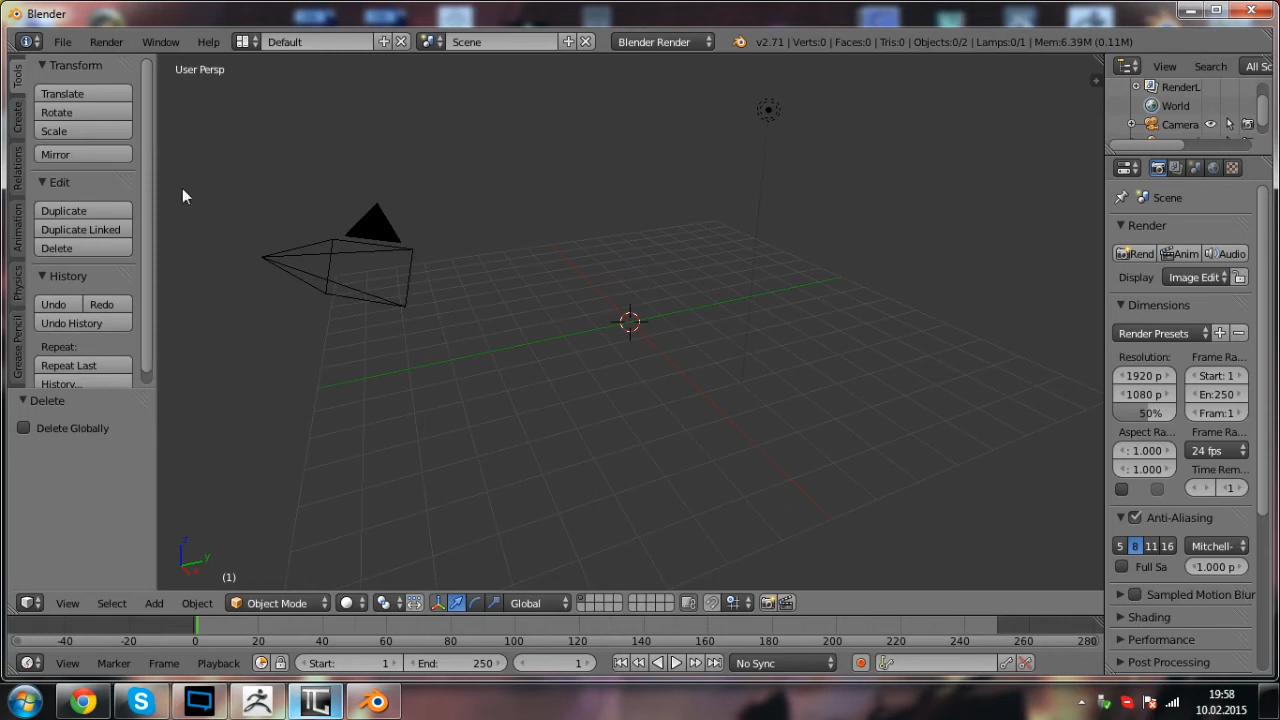 Blender
File Render Window Help Default Scene Blender Render v2.71 | Verts:0 | Faces:0 | Tris:0 | Objects:0/2 | Lamps:0/1 | Mem:6.39M (0.11M)
User Persp
Tools
Create
Relations
Animation
Physics
Grease Pencil
Transform
Translate
Rotate
Scale
Mirror
Edit
Duplicate
Duplicate Linked
Delete
History
Undo Redo
Undo History
Repeat:
Repeat Last
History...
Delete
Delete Globally
z
y
x
(1)
View Search All Sc
RenderL
World
Camera
Scene
Render
Rend Anim Audio
Display Image Edit
Dimensions
Render Presets
Resolution: Frame Ra...
1920 p Start: 1
1080 p En:250
50% Fram:1
Aspect Ra... Frame Ra...
: 1.000 24 fps
: 1.000 Time Rem...
1
Anti-Aliasing
5 8 11 16 Mitchell-
Full Sa 1.000 p
Sampled Motion Blur
Shading
Performance
Post Processing
View Select Add Object Object Mode Global
-40 -20 0 20 40 60 80 100 120 140 160 180 200 220 240 260 280
View Marker Frame Playback Start: 1 End: 250 1 No Sync
19:58
10.02.2015